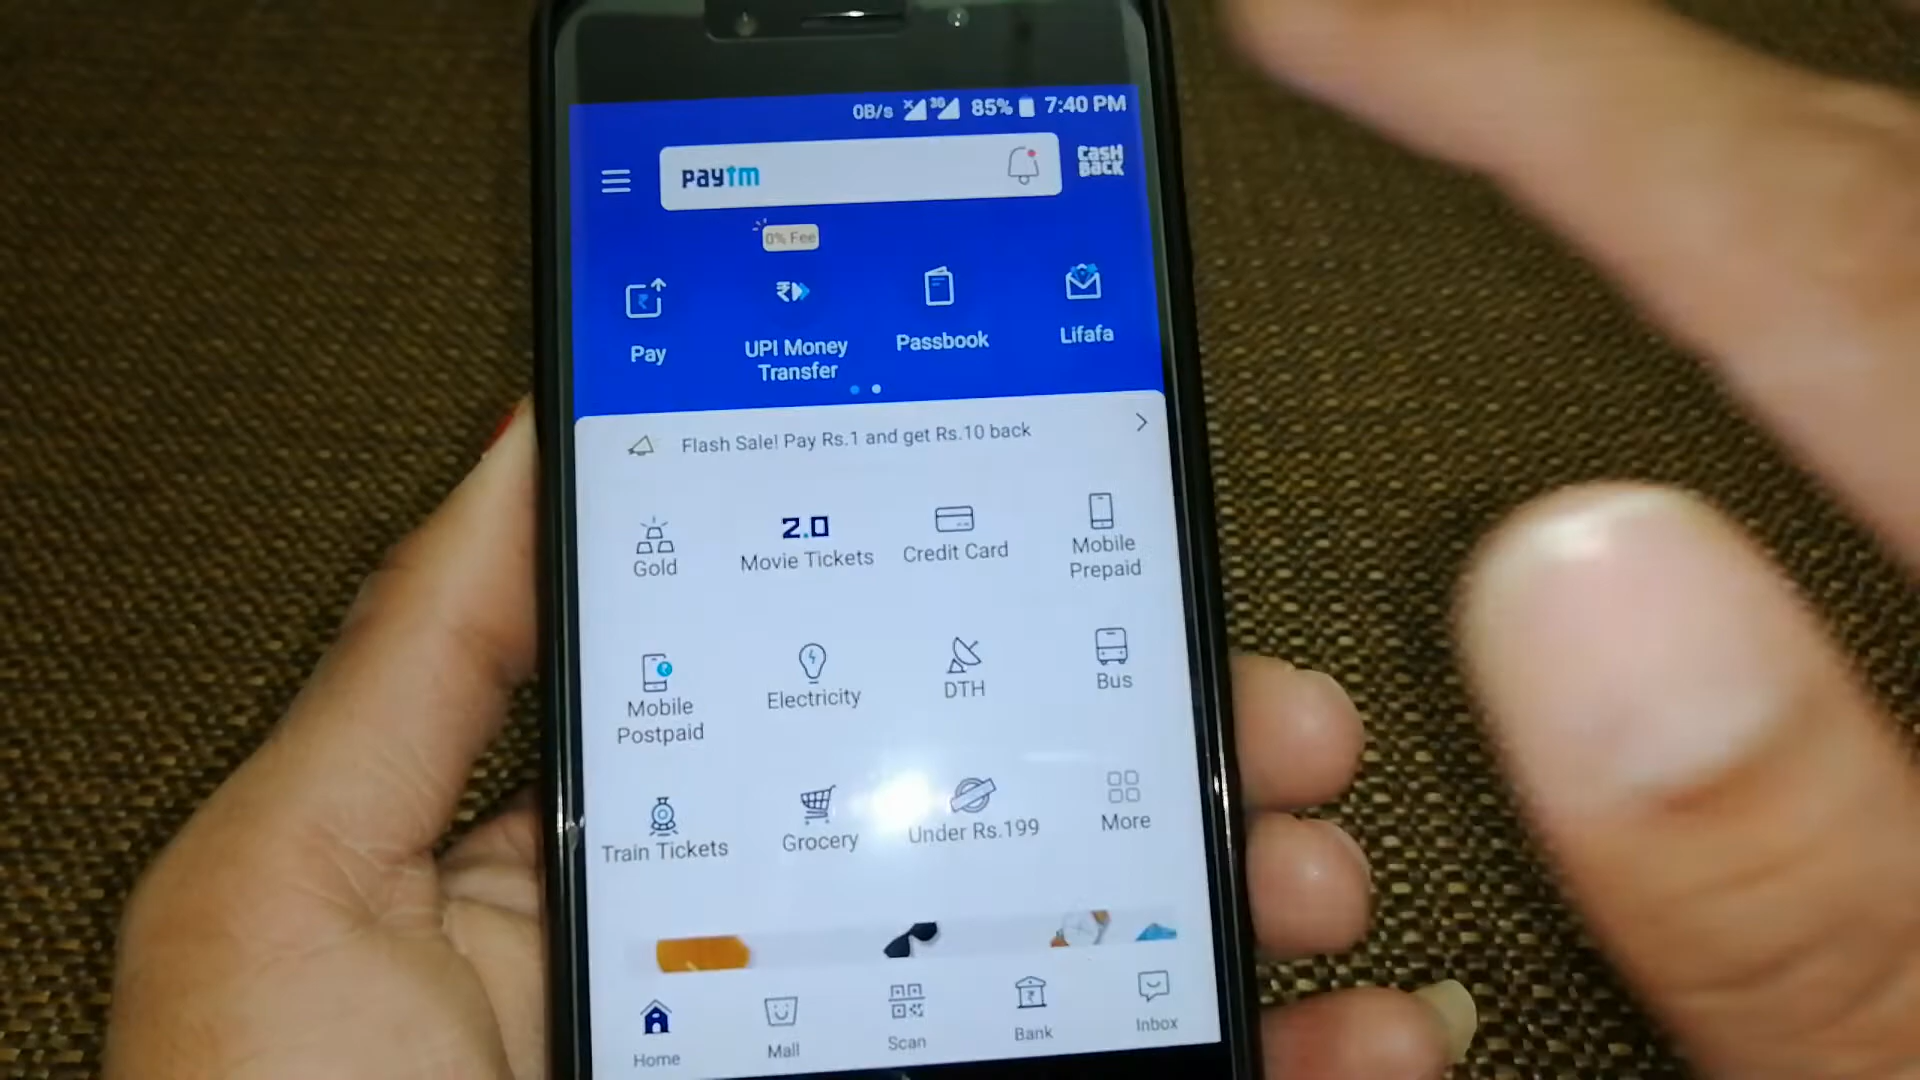 0B/s 3G 85% 7:40 PM
paytm
CASH
BACK
0% Fee
Pay
UPI Money
Transfer
Passbook
Lifafa
Flash Sale! Pay Rs.1 and get Rs.10 back
Gold
2.0
Movie Tickets
Credit Card
Mobile
Prepaid
Mobile
Postpaid
Electricity
DTH
Bus
Train Tickets
Grocery
Under Rs.199
More
Home
Mall
Scan
Bank
Inbox